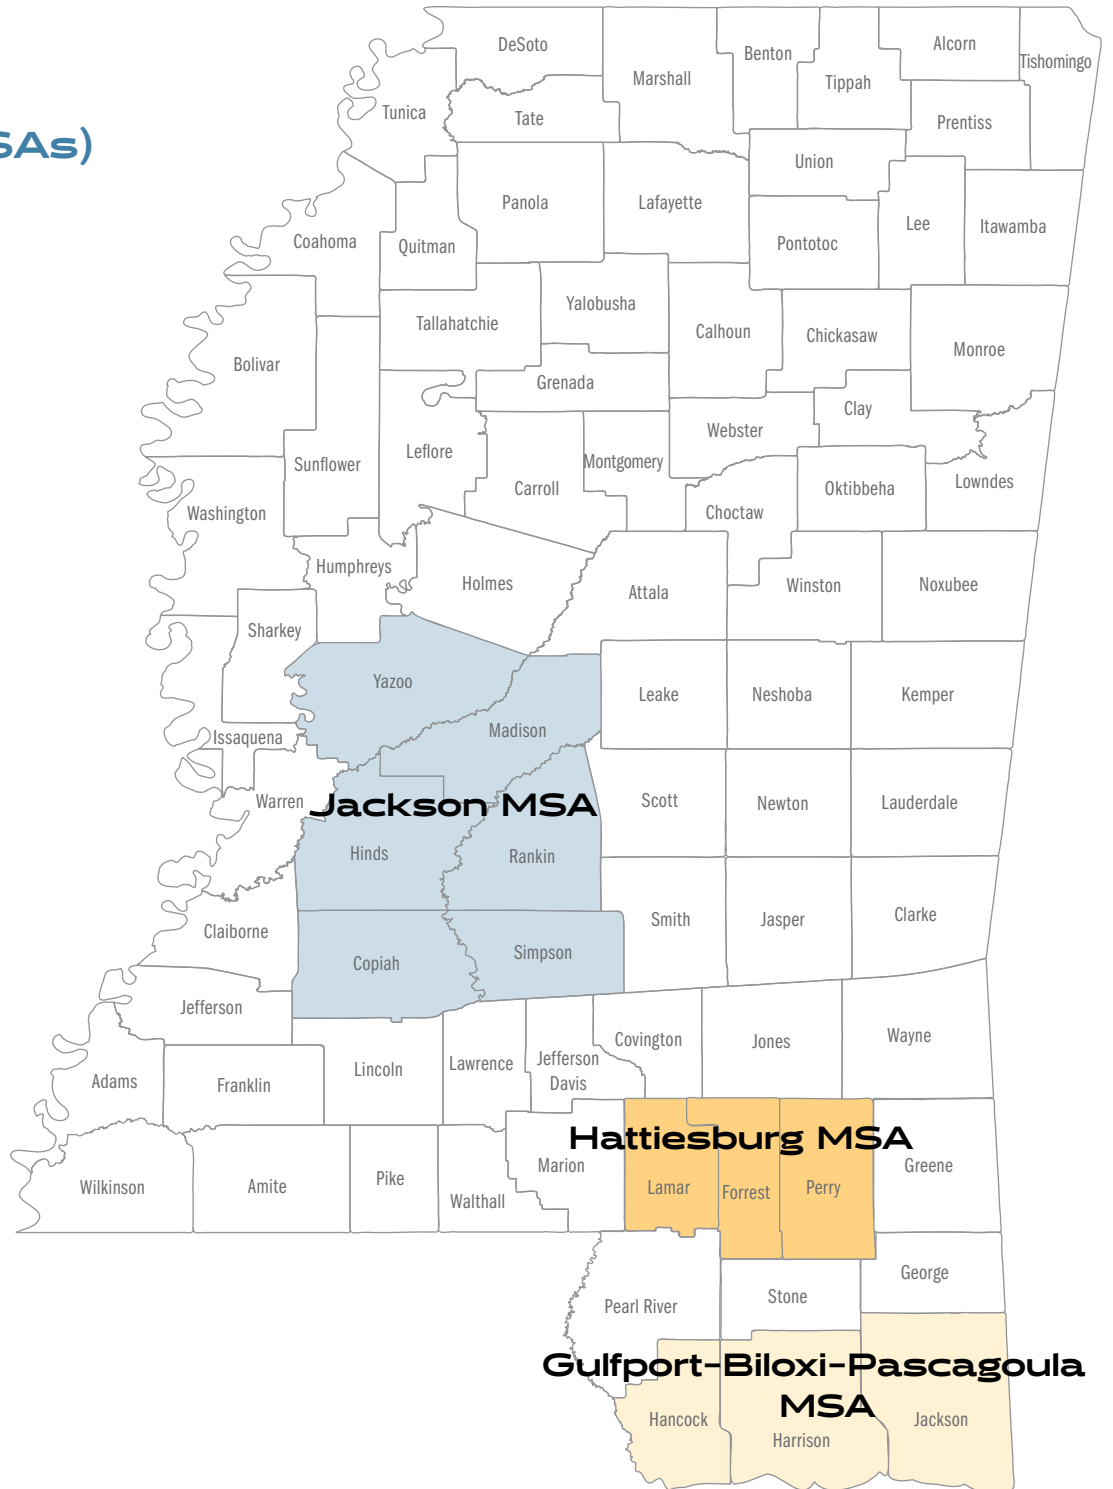 SAs)
DeSoto
Marshall
Benton
Tippah
Alcorn
Tishomingo
Tunica
Tate
Prentiss
Union
Panola
Lafayette
Lee
Itawamba
Coahoma
Quitman
Pontotoc
Tallahatchie
Yalobusha
Calhoun
Chickasaw
Monroe
Bolivar
Grenada
Clay
Webster
Sunflower
Leflore
Montgomery
Carroll
Oktibbeha
Lowndes
Washington
Choctaw
Humphreys
Holmes
Attala
Winston
Noxubee
Sharkey
Yazoo
Leake
Neshoba
Kemper
Madison
Issaquena
Warren
Jackson MSA
Scott
Newton
Lauderdale
Hinds
Rankin
Claiborne
Smith
Jasper
Clarke
Copiah
Simpson
Jefferson
Covington
Jones
Wayne
Adams
Franklin
Lincoln
Lawrence
Jefferson
Davis
Hattiesburg MSA
Wilkinson
Amite
Pike
Walthall
Marion
Lamar
Forrest
Perry
Greene
George
Pearl River
Stone
Gulfport-Biloxi-Pascagoula
MSA
Hancock
Harrison
Jackson